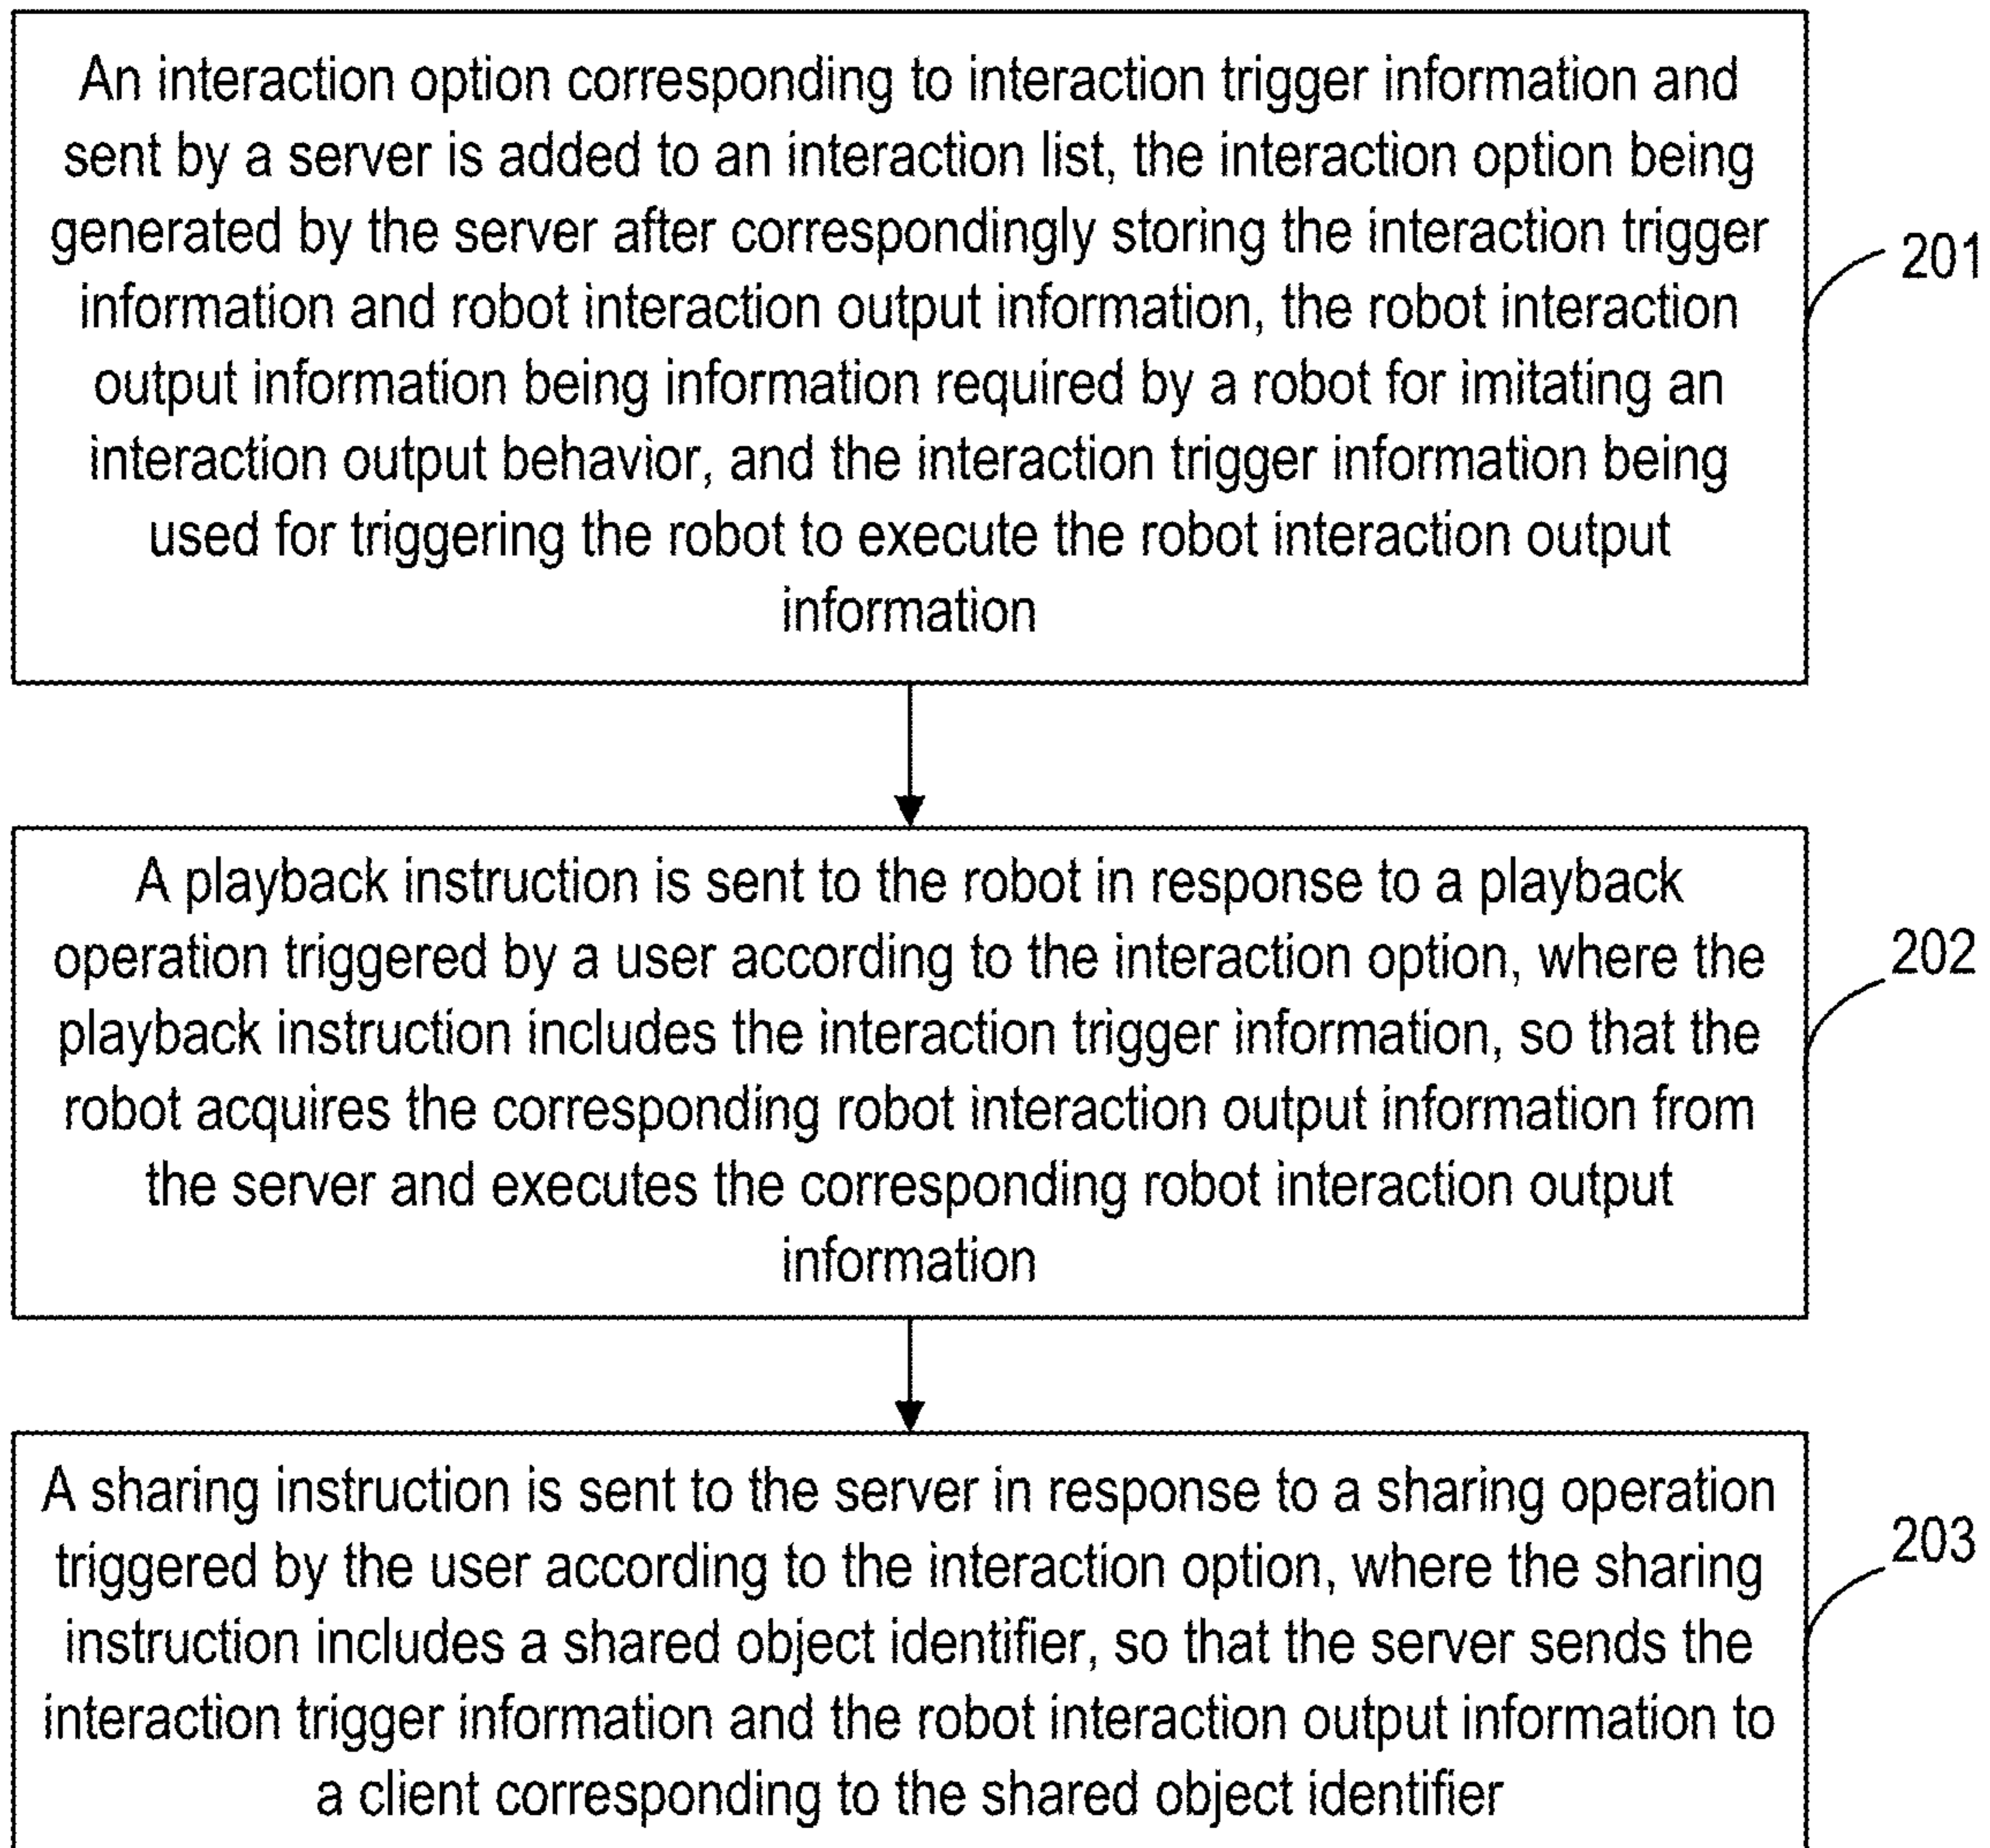 An interaction option corresponding to interaction trigger information and
sent by a server is added to an interaction list, the interaction option being
generated by the server after correspondingly storing the interaction trigger
information and robot interaction output information, the robot interaction
output information being information required by a robot for imitating an
interaction output behavior, and the interaction trigger information being
used for triggering the robot to execute the robot interaction output
information
201
A playback instruction is sent to the robot in response to a playback
operation triggered by a user according to the interaction option, where the
playback instruction includes the interaction trigger information, so that the
robot acquires the corresponding robot interaction output information from
the server and executes the corresponding robot interaction output
information
202
A sharing instruction is sent to the server in response to a sharing operation
triggered by the user according to the interaction option, where the sharing
instruction includes a shared object identifier, so that the server sends the
interaction trigger information and the robot interaction output information to
a client corresponding to the shared object identifier
203